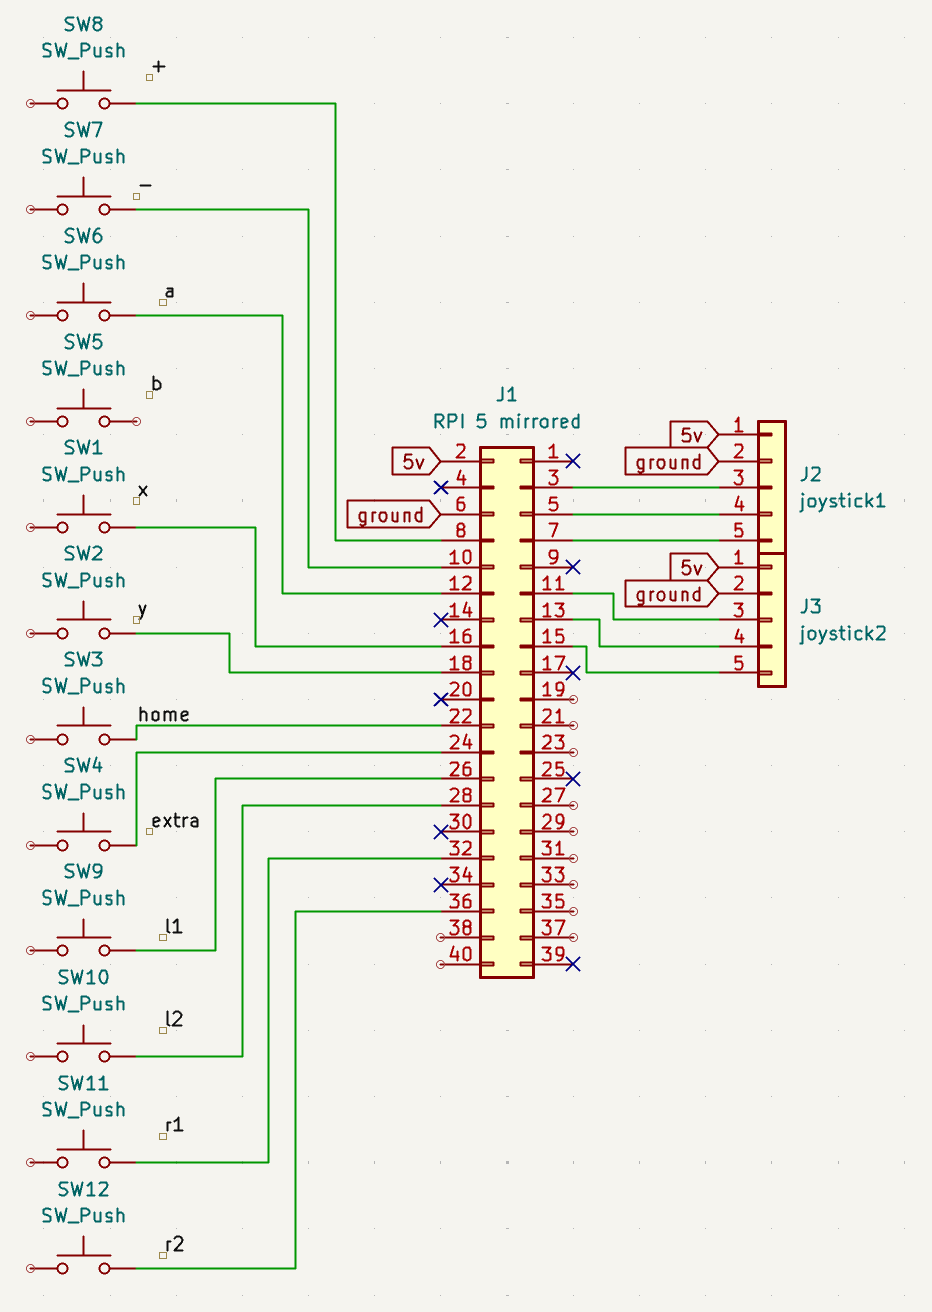 SW8
SW_Push
+
SW7
SW_Push
−
SW6
SW_Push
a
SW5
SW_Push
b
SW1
SW_Push
x
SW2
SW_Push
y
SW3
SW_Push
home
SW4
SW_Push
extra
SW9
SW_Push
l1
SW10
SW_Push
l2
SW11
SW_Push
r1
SW12
SW_Push
r2
J1
RPI 5 mirrored
5v 2 1
4 3
ground 6 5
8 7
10 9
12 11
14 13
16 15
18 17
20 19
22 21
24 23
26 25
28 27
30 29
32 31
34 33
36 35
38 37
40 39
5v 1
ground 2
3
4
5
J2
joystick1
5v 1
ground 2
3
4
5
J3
joystick2